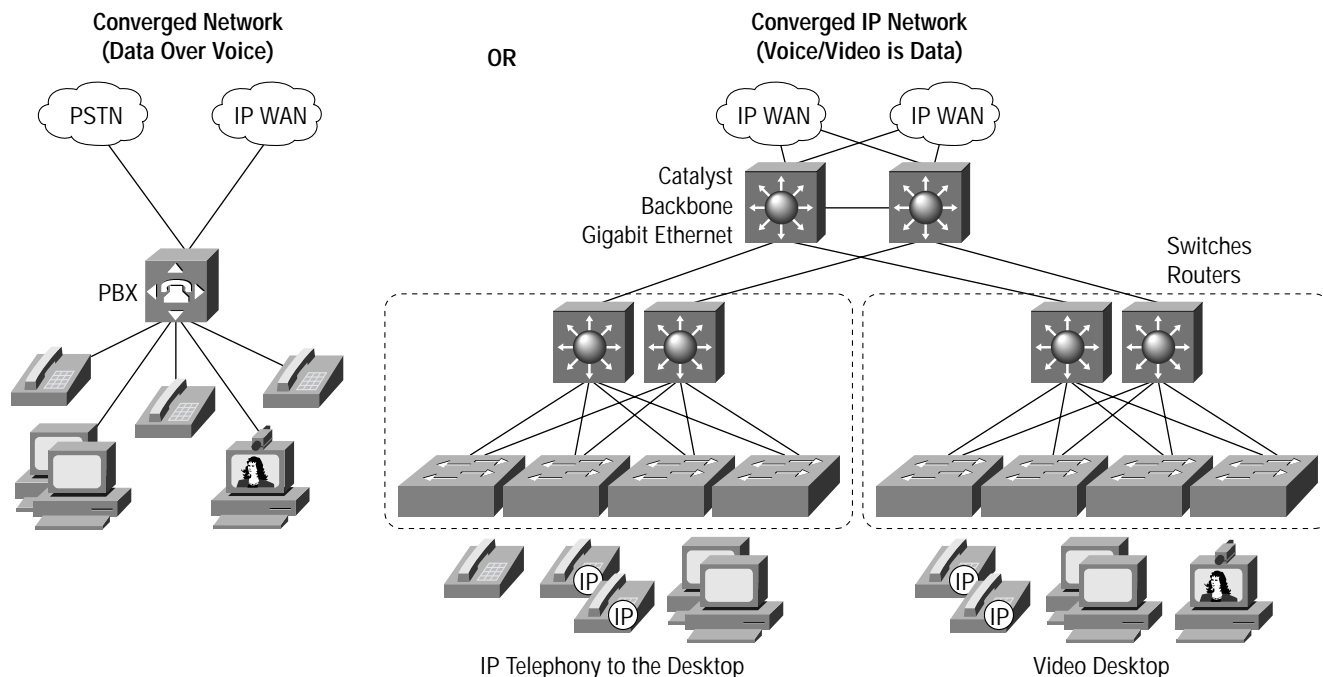 Converged Network
(Data Over Voice)
OR
Converged IP Network
(Voice/Video is Data)
PSTN
IP WAN
IP WAN
IP WAN
Catalyst
Backbone
Gigabit Ethernet
Switches
Routers
PBX
IP
IP
IP
IP
IP Telephony to the Desktop
Video Desktop